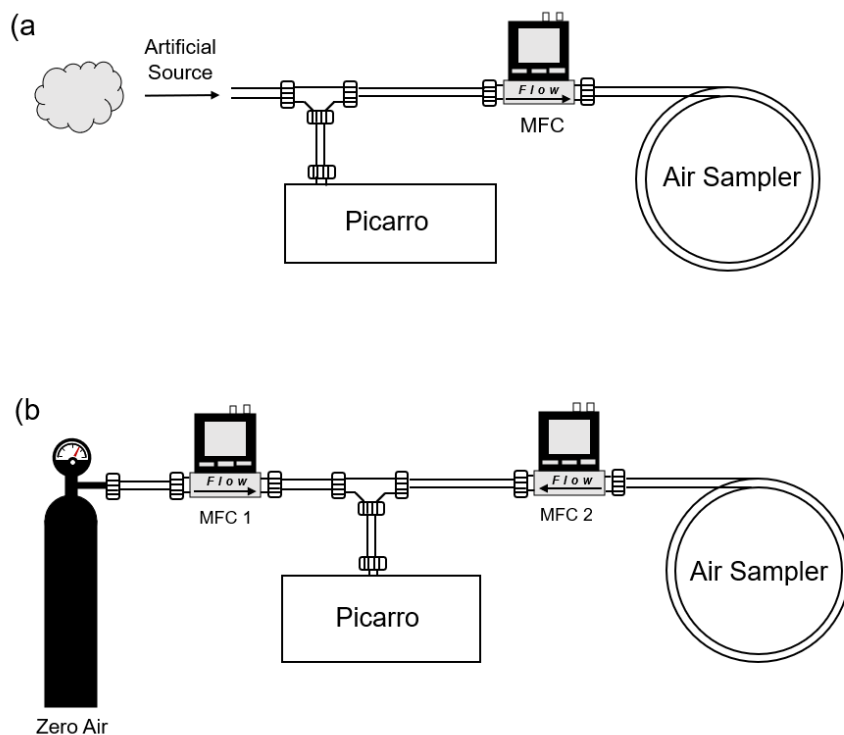 (a
Artificial
Source
Flow
MFC
Air Sampler
Picarro
(b
Flow
MFC 1
Flow
MFC 2
Air Sampler
Picarro
Zero Air